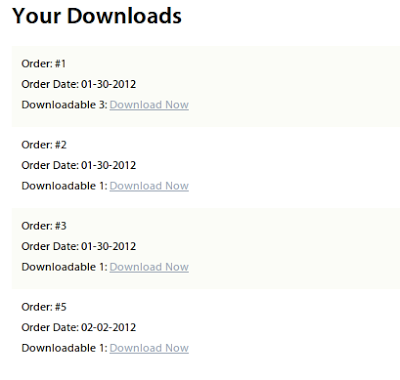 Your Downloads
Order: #1
Order Date: 01-30-2012
Downloadable 3: Download Now
Order: #2
Order Date: 01-30-2012
Downloadable 1: Download Now
Order: #3
Order Date: 01-30-2012
Downloadable 1: Download Now
Order: #5
Order Date: 02-02-2012
Downloadable 1: Download Now